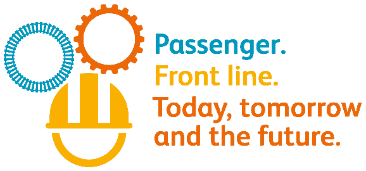 Passenger.
Front line.
Today, tomorrow
and the future.